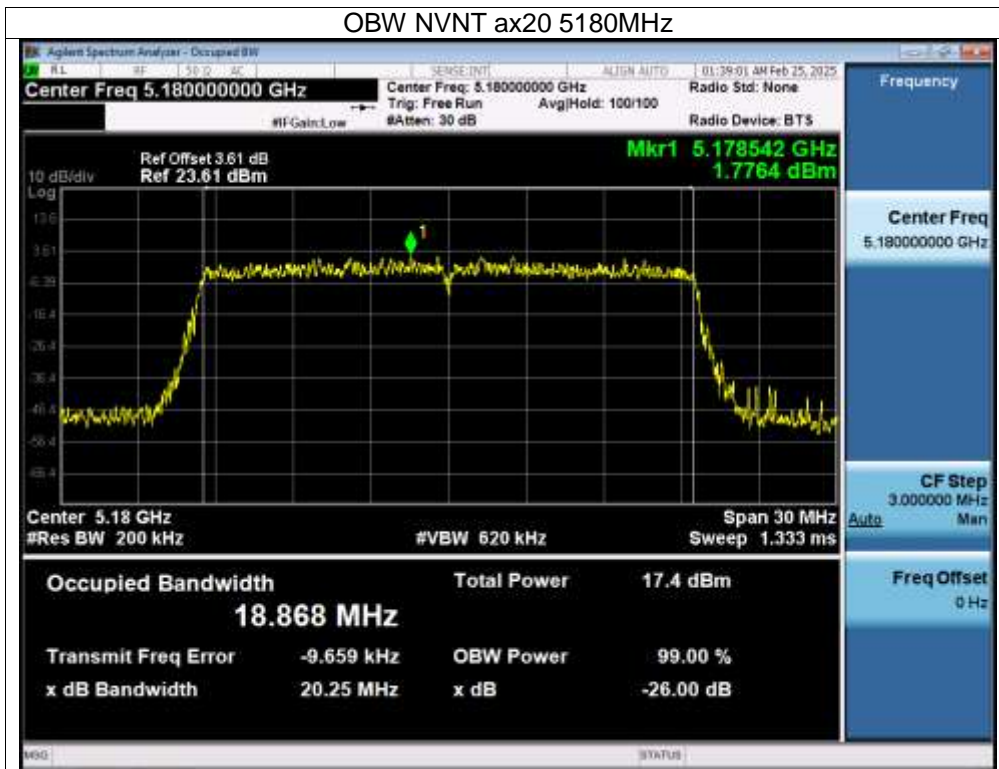 OBW NVNT ax20 5180MHz
Agilent Spectrum Analyzer - Occupied BW
RL RF 50 Ω AC SENSE:INT ALIGN AUTO 01:39:01 AM Feb 25, 2025
Center Freq 5.180000000 GHz
Center Freq: 5.180000000 GHz
Radio Std: None
Trig: Free Run Avg|Hold: 100/100
#IFGain:Low #Atten: 30 dB Radio Device: BTS
Frequency
Mkr1 5.178542 GHz
1.7764 dBm
Ref Offset 3.61 dB
10 dB/div Ref 23.61 dBm
Log
13.6
3.61
-6.39
-16.4
-26.4
-36.4
-46.4
-56.4
-66.4
1
Center Freq
5.180000000 GHz
Center 5.18 GHz Span 30 MHz
#Res BW 200 kHz #VBW 620 kHz Sweep 1.333 ms
CF Step
3.000000 MHz
Auto Man
Occupied Bandwidth Total Power 17.4 dBm
18.868 MHz
Transmit Freq Error -9.659 kHz OBW Power 99.00 %
x dB Bandwidth 20.25 MHz x dB -26.00 dB
Freq Offset
0 Hz
MSG STATUS